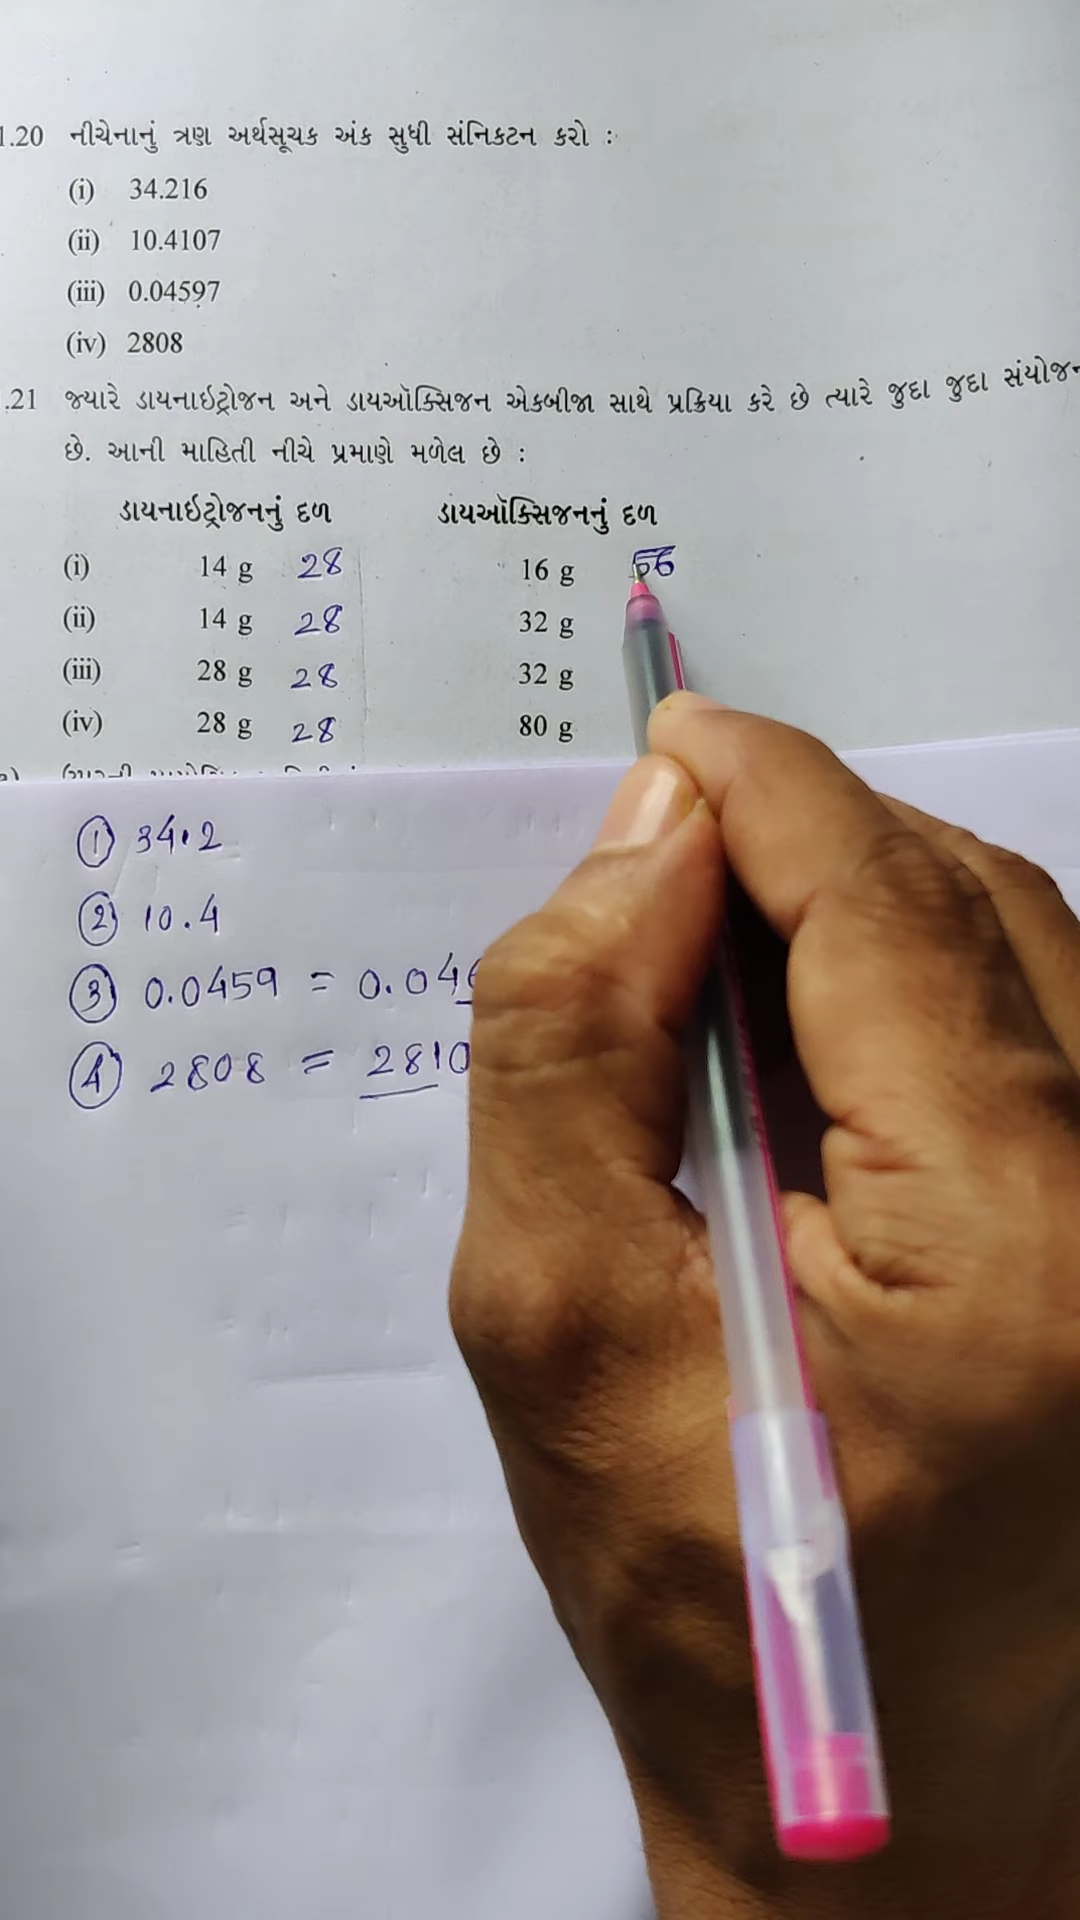 1.20 નીચેનાનું ત્રણ અર્થસૂચક અંક સુધી સંનિકટન કરો :
(i) 34.216
(ii) 10.4107
(iii) 0.04597
(iv) 2808
.21 જ્યારે ડાયનાઇટ્રોજન અને ડાયઑક્સિજન એકબીજા સાથે પ્રક્રિયા કરે છે ત્યારે જુદા જુદા સંયોજન
છે. આની માહિતી નીચે પ્રમાણે મળેલ છે :
ડાયનાઇટ્રોજનનું દળ ડાયઑક્સિજનનું દળ
(i) 14 g 28 16 g
(ii) 14 g 28 32 g
(iii) 28 g 28 32 g
(iv) 28 g 28 80 g
① 34.2
② 10.4
③ 0.0459 = 0.046
④ 2808 = 2810